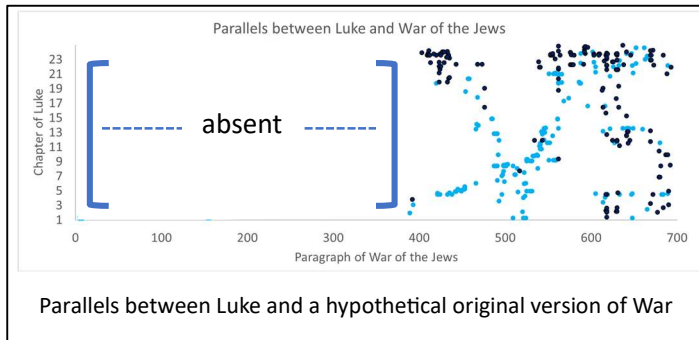 Parallels between Luke and War of the Jews
Chapter of Luke
23
21
19
17
15
13
11
9
7
5
3
1
absent
0 100 200 300 400 500 600 700
Paragraph of War of the Jews
Parallels between Luke and a hypothetical original version of War